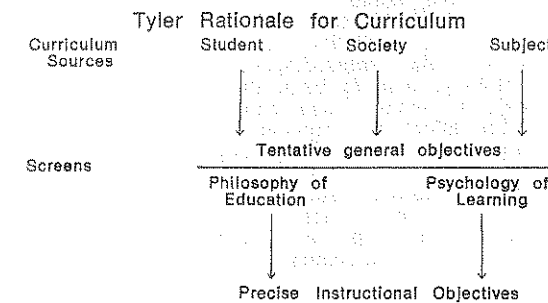 Tyler Rationale for Curriculum
Curriculum Sources
Student
Society
Subject
Tentative general objectives
Screens
Philosophy of
Education
Psychology of
Learning
Precise Instructional Objectives